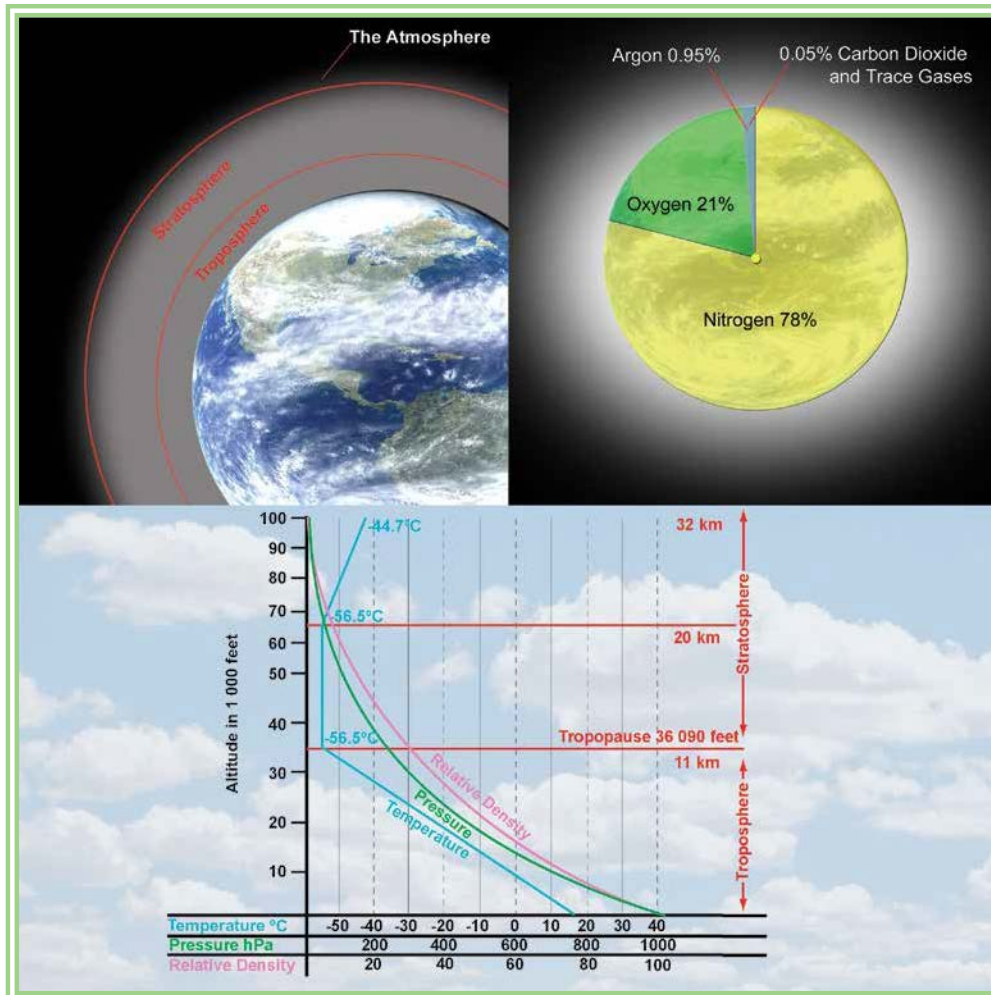 The Atmosphere
Stratosphere
Troposphere
Argon 0.95%
0.05% Carbon Dioxide
and Trace Gases
Oxygen 21%
Nitrogen 78%
Altitude in 1 000 feet
100
90
80
70
60
50
40
30
20
10
-44.7°C
-56.5°C
-56.5°C
Relative Density
Pressure
Temperature
32 km
20 km
Tropopause 36 090 feet
11 km
Stratosphere
Troposphere
Temperature °C -50 -40 -30 -20 -10 0 10 20 30 40
Pressure hPa 200 400 600 800 1000
Relative Density 20 40 60 80 100